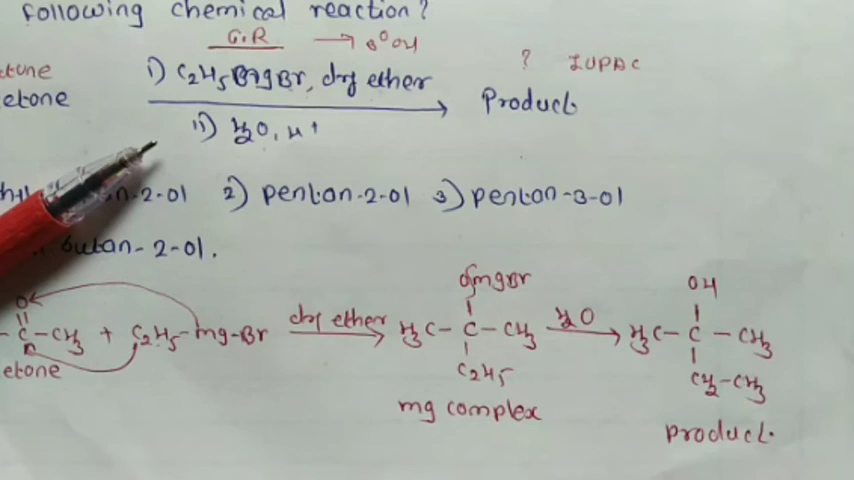 following chemical reaction?
G.R → 3° OH
etone i) C2H5MgBr, dry ether ? IUPAC
etone Product
ii) H2O, H+
n-2-ol 2) pentan-2-ol 3) pentan-3-ol
butan-2-ol.
O OMgBr OH
-C-CH3 + C2H5-Mg-Br dry ether H3C-C-CH3 H2O H3C-C-CH3
etone C2H5 CH2-CH3
mg complex product.